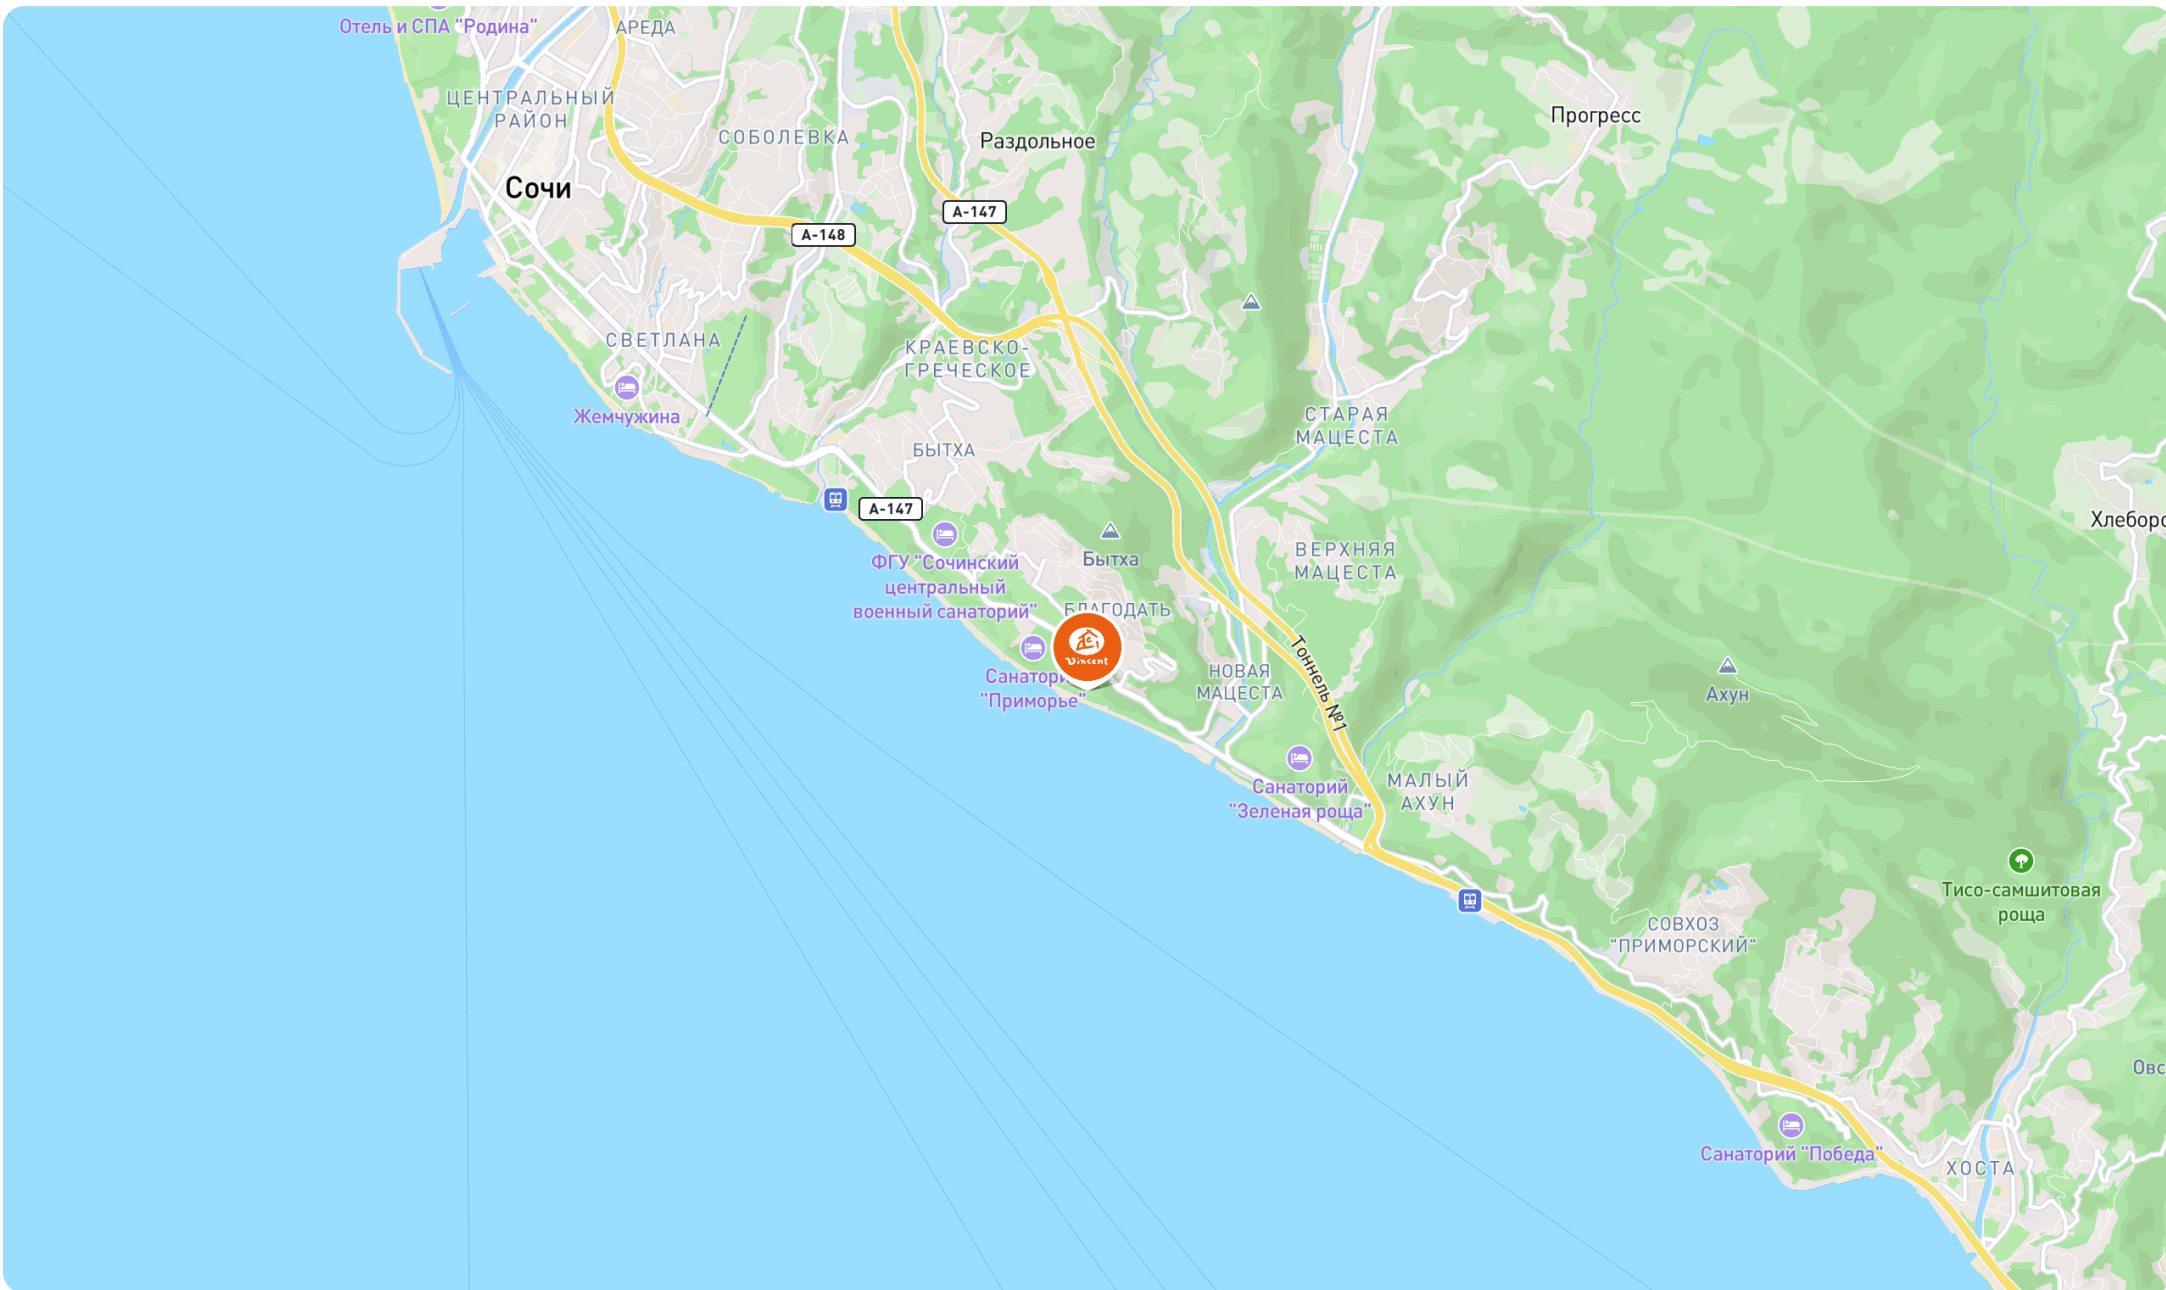 Отель и СПА "Родина"
АРЕДА
ЦЕНТРАЛЬНЫЙ
РАЙОН
СОБОЛЕВКА
Раздольное
Прогресс
Сочи
А-147
А-148
СВЕТЛАНА
КРАЕВСКО-
ГРЕЧЕСКОЕ
Жемчужина
СТАРАЯ
МАЦЕСТА
БЫТХА
А-147
Хлеборо
ФГУ "Сочинский
центральный
военный санаторий"
Бытха
ВЕРХНЯЯ
МАЦЕСТА
БЛАГОДАТЬ
Vincent
Санатори
"Приморье"
НОВАЯ
МАЦЕСТА
Тоннель №1
Ахун
Санаторий
"Зеленая роща"
МАЛЫЙ
АХУН
Тисо-самшитовая
роща
СОВХОЗ
"ПРИМОРСКИЙ"
Овс
Санаторий "Победа"
ХОСТА